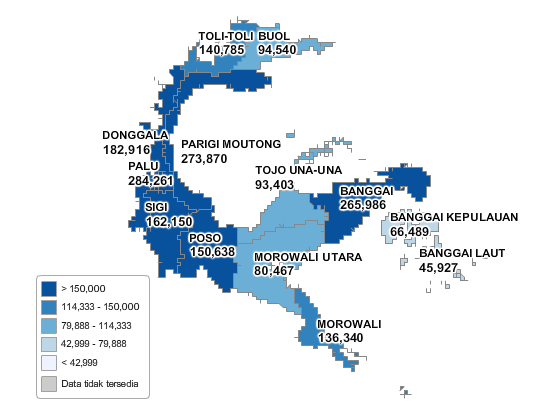 TOLI-TOLI
140,785
BUOL
94,540
DONGGALA
182,916
PARIGI MOUTONG
273,870
PALU
284,261
TOJO UNA-UNA
93,403
BANGGAI
265,986
SIGI
162,150
BANGGAI KEPULAUAN
66,489
POSO
150,638
MOROWALI UTARA
80,467
BANGGAI LAUT
45,927
MOROWALI
136,340
> 150,000
114,333 - 150,000
79,888 - 114,333
42,999 - 79,888
< 42,999
Data tidak tersedia